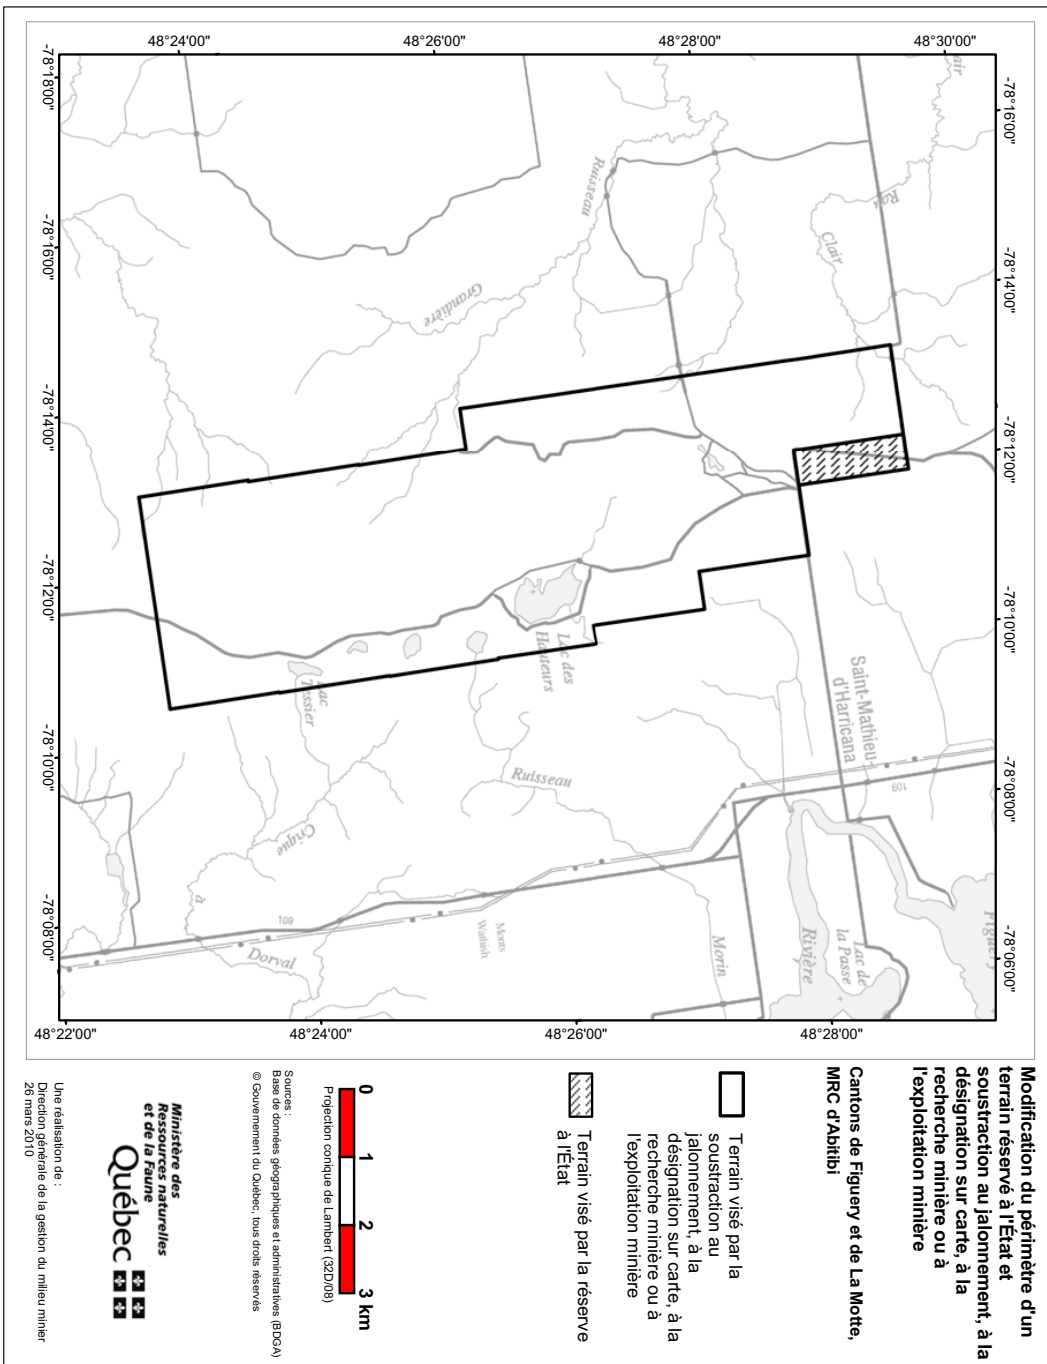 Modification du périmètre d'un
terrain réservé à l'État et
soustraction au jalonnement, à la
désignation sur carte, à la
recherche minière ou à
l'exploitation minière
Cantons de Figuery et de La Motte,
MRC d'Abitibi
Terrain visé par la
soustraction au
jalonnement, à la
désignation sur carte, à la
recherche minière ou à
l'exploitation minière
Terrain visé par la réserve
à l'État
0 1 2 3 km
Projection conique de Lambert (32D/08)
Sources :
Base de données géographiques et administratives (BDGA)
© Gouvernement du Québec, tous droits réservés
Ministère des
Ressources naturelles
et de la Faune
Québec
Une réalisation de :
Direction générale de la gestion du milieu minier
26 mars 2010
-78°16'00"
-78°14'00"
-78°12'00"
-78°10'00"
-78°08'00"
-78°06'00"
48°30'00"
48°28'00"
48°26'00"
48°24'00"
48°28'00"
48°26'00"
48°24'00"
48°22'00"
-78°18'00"
-78°16'00"
-78°14'00"
-78°12'00"
-78°10'00"
-78°08'00"
Clair
Ruisseau
Grandière
Saint-Mathieu-
d'Harricana
109
Lac de
la Passe
Rivière
Lac des
Hauteurs
Ruisseau
Morin
Lac
Tessier
Crique
à
Dorval
Monts
109